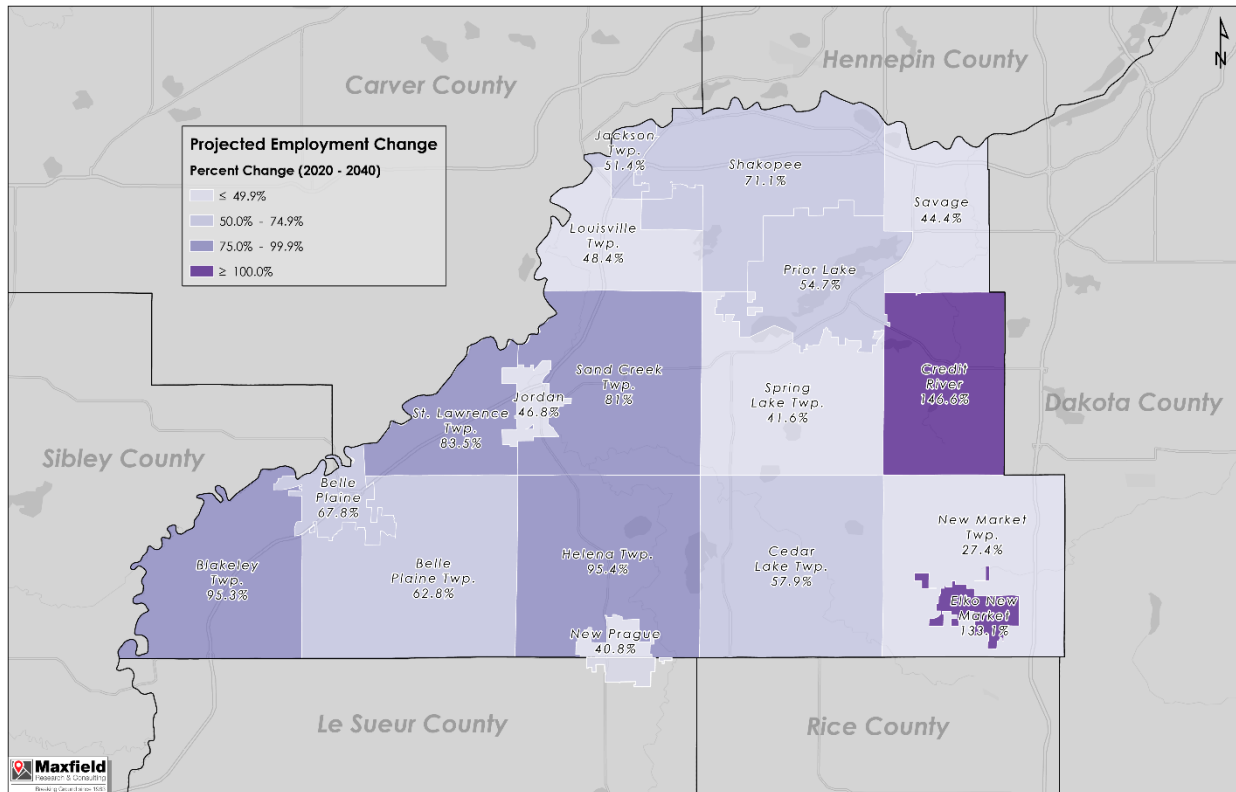 Carver County
Hennepin County
N
Projected Employment Change
Percent Change (2020 - 2040)
≤ 49.9%
50.0% - 74.9%
75.0% - 99.9%
≥ 100.0%
Jackson
Twp.
51.4%
Shakopee
71.1%
Savage
44.4%
Louisville
Twp.
48.4%
Prior Lake
54.7%
Sand Creek
Twp.
81%
Jordan
46.8%
St. Lawrence
Twp.
83.5%
Spring
Lake Twp.
41.6%
Credit
River
146.6%
Dakota County
Sibley County
Belle
Plaine
67.8%
Blakeley
Twp.
95.3%
Belle
Plaine Twp.
62.8%
Helena Twp.
95.4%
Cedar
Lake Twp.
57.9%
New Market
Twp.
27.4%
Elko New
Market
133.1%
New Prague
40.8%
Le Sueur County
Rice County
Maxfield
Research & Consulting
Breaking Ground since 1983